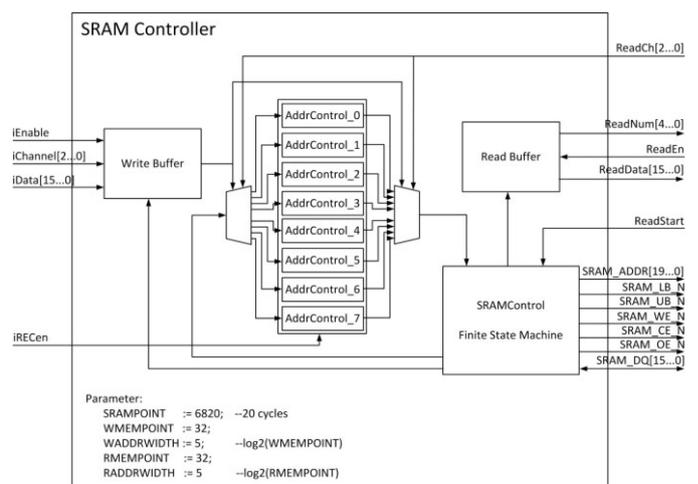 SRAM Controller
ReadCh[2...0]
AddrControl_0
AddrControl_1
AddrControl_2
AddrControl_3
AddrControl_4
AddrControl_5
AddrControl_6
AddrControl_7
iEnable
iChannel[2...0]
iData[15...0]
Write Buffer
Read Buffer
ReadNum[4...0]
ReadEn
ReadData[15...0]
ReadStart
SRAMControl
Finite State Machine
SRAM_ADDR[19...0]
SRAM_LB_N
SRAM_UB_N
SRAM_WE_N
SRAM_CE_N
SRAM_OE_N
SRAM_DQ[15...0]
iRECen
Parameter:
SRAMPOINT := 6820; --20 cycles
WMEMPOINT := 32;
WADDRWIDTH := 5; --log2(WMEMPOINT)
RMEMPOINT := 32;
RADDRWIDTH := 5 --log2(RMEMPOINT)